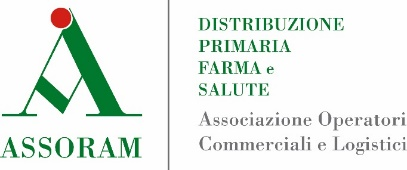 ASSORAM
DISTRIBUZIONE
PRIMARIA
FARMA e
SALUTE
Associazione Operatori
Commerciali e Logistici